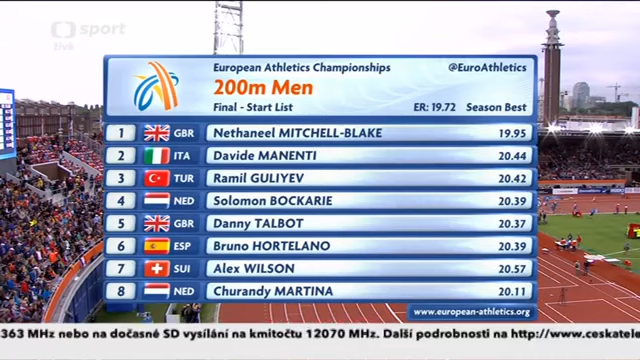 sport
živě
European Athletics Championships @EuroAthletics
200m Men
Final - Start List ER: 19.72 Season Best
1 GBR Nethaneel MITCHELL-BLAKE 19.95
2 ITA Davide MANENTI 20.44
3 TUR Ramil GULIYEV 20.42
4 NED Solomon BOCKARIE 20.39
5 GBR Danny TALBOT 20.37
6 ESP Bruno HORTELANO 20.39
7 SUI Alex WILSON 20.57
8 NED Churandy MARTINA 20.11
www.european-athletics.org
363 MHz nebo na dočasné SD vysílání na kmitočtu 12070 MHz. Další podrobnosti na http://www.ceskatele